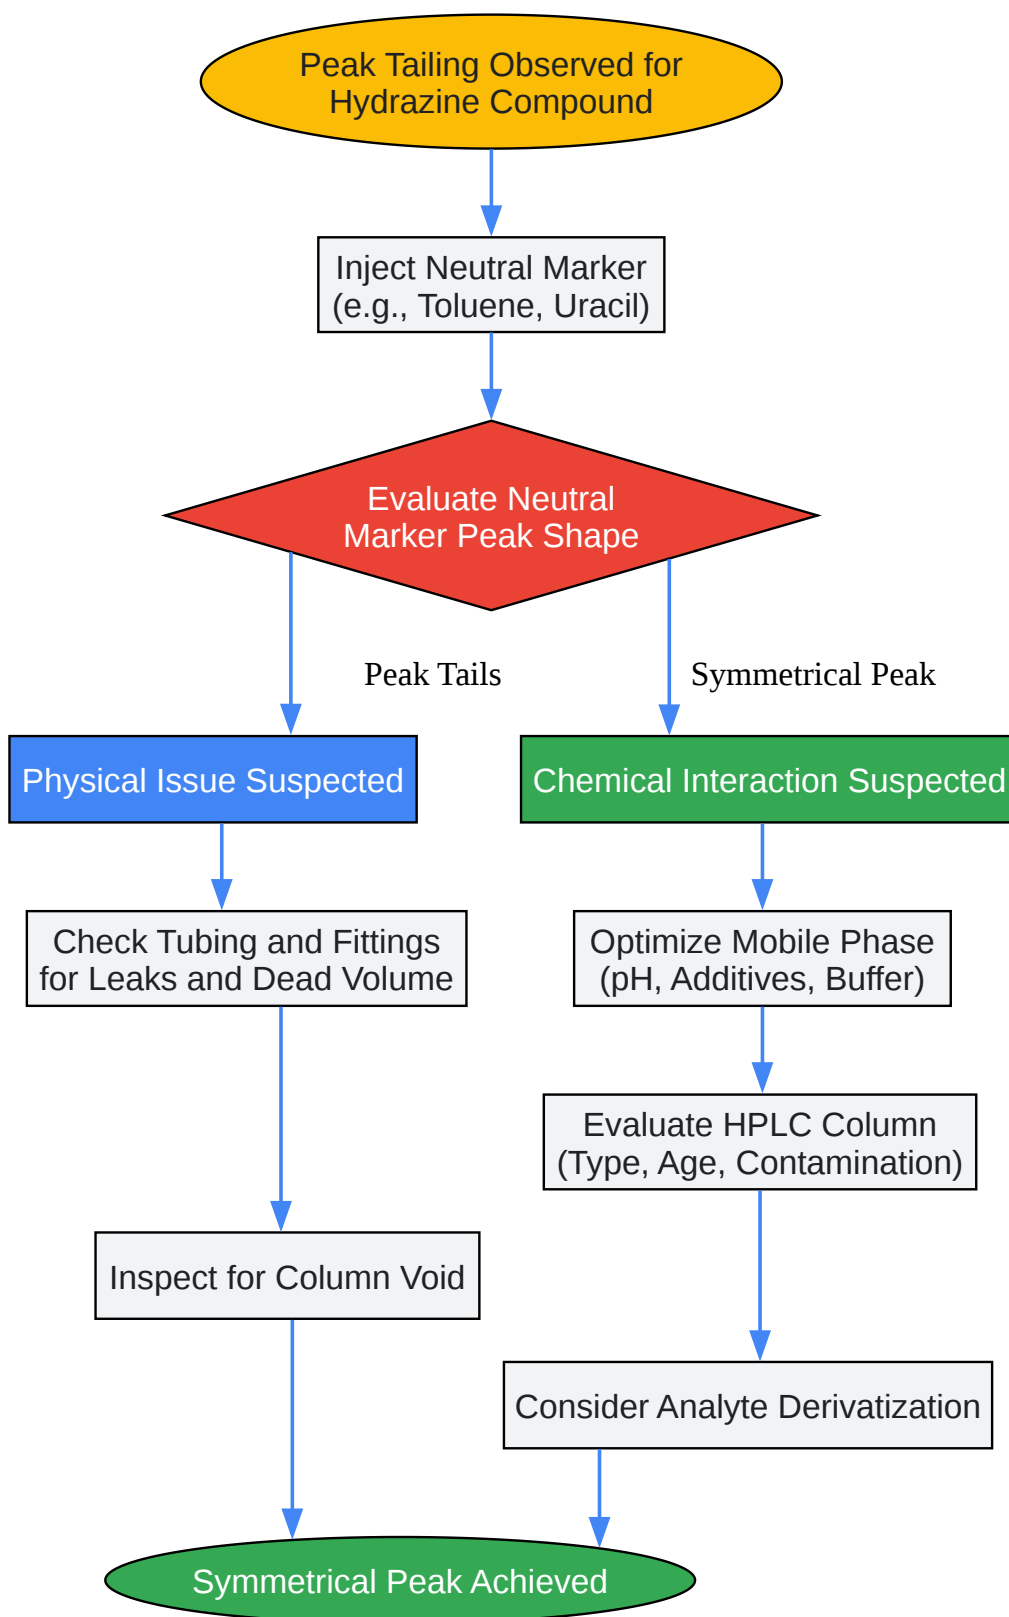 Peak Tailing Observed for
Hydrazine Compound
Inject Neutral Marker
(e.g., Toluene, Uracil)
Evaluate Neutral
Marker Peak Shape
Peak Tails
Symmetrical Peak
Physical Issue Suspected
Chemical Interaction Suspected
Check Tubing and Fittings
for Leaks and Dead Volume
Optimize Mobile Phase
(pH, Additives, Buffer)
Evaluate HPLC Column
(Type, Age, Contamination)
Inspect for Column Void
Consider Analyte Derivatization
Symmetrical Peak Achieved